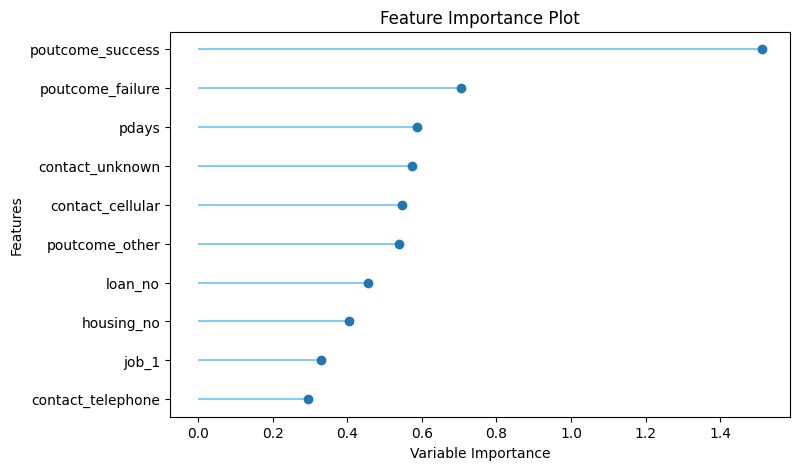 Feature Importance Plot
poutcome_success
poutcome_failure
pdays
contact_unknown
contact_cellular
poutcome_other
loan_no
housing_no
job_1
contact_telephone
Features
0.0 0.2 0.4 0.6 0.8 1.0 1.2 1.4
Variable Importance